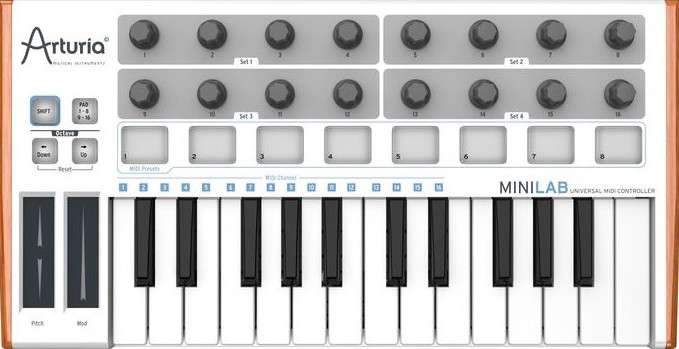 Arturia©
musical instruments
1 2 3 4 5 6 7 8
Set 1 Set 2
9 10 11 12 13 14 15 16
Set 3 Set 4
SHIFT
PAD
1 - 8
9 - 16
Octave
Down Up
Reset
1 2 3 4 5 6 7 8
MIDI Presets
MIDI Channel
1 2 3 4 5 6 7 8 9 10 11 12 13 14 15 16
MINILAB UNIVERSAL MIDI CONTROLLER
Pitch Mod